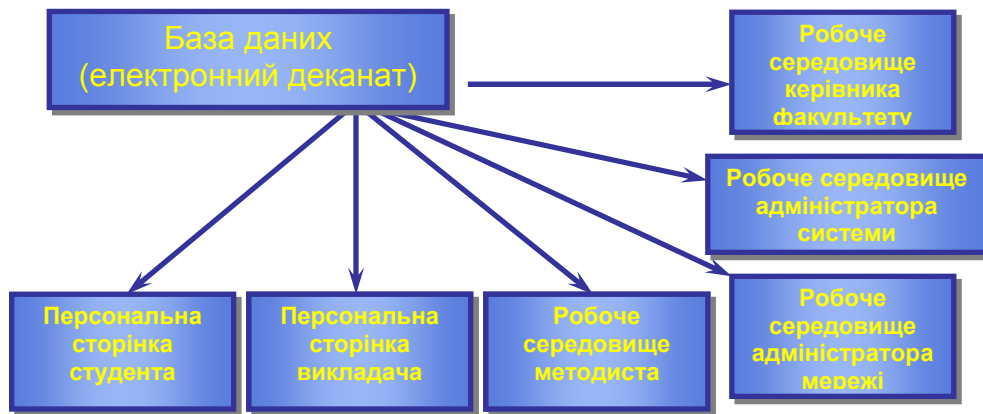 База даних
(електронний деканат)
Робоче
середовище
керівника
факультету
Робоче середовище
адміністратора
системи
Персональна
сторінка
студента
Персональна
сторінка
викладача
Робоче
середовище
методиста
Робоче
середовище
адміністратора
мережі